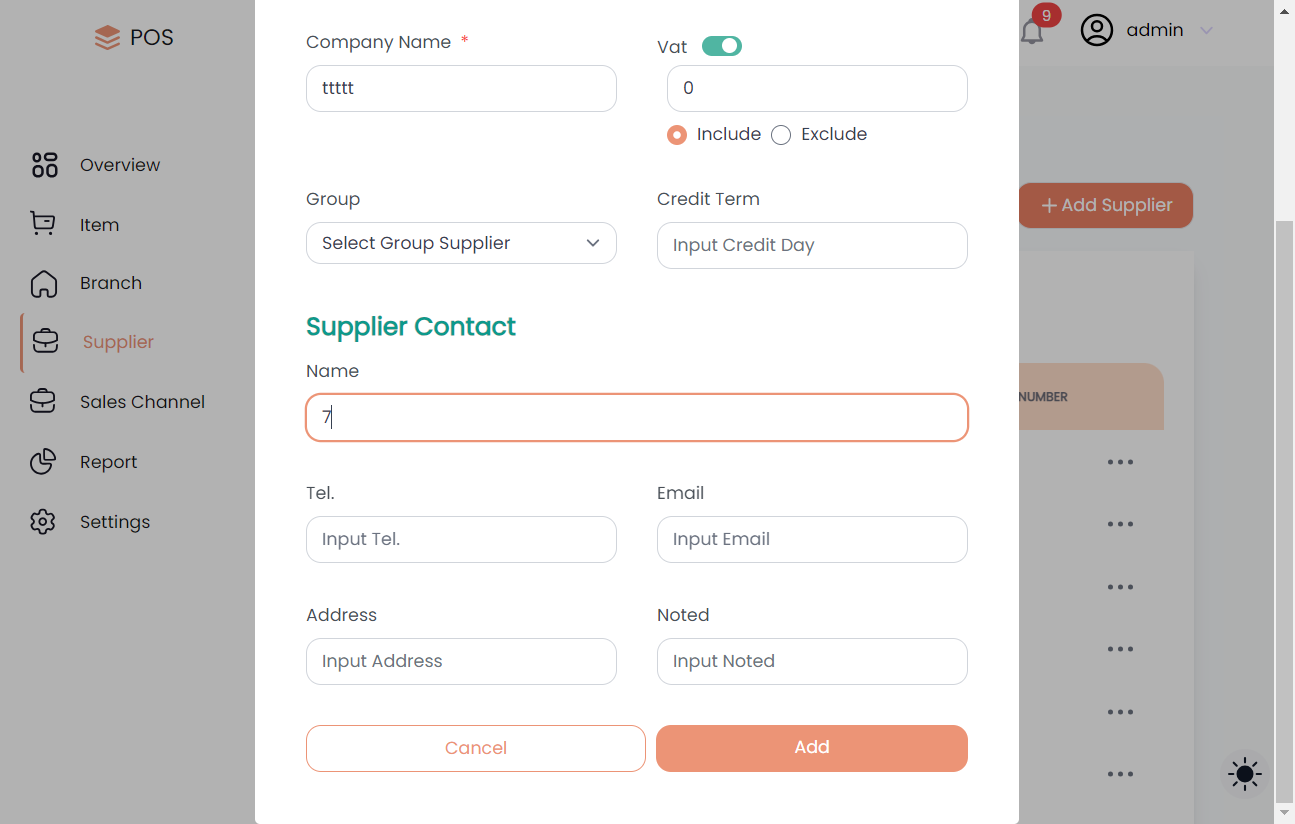 POS
Overview
Item
Branch
Supplier
Sales Channel
Report
Settings
Company Name *
ttttt
Vat
0
Include
Exclude
Group
Select Group Supplier
Credit Term
Input Credit Day
Supplier Contact
Name
7
Tel.
Input Tel.
Email
Input Email
Address
Input Address
Noted
Input Noted
Cancel
Add
9
admin
+ Add Supplier
NUMBER